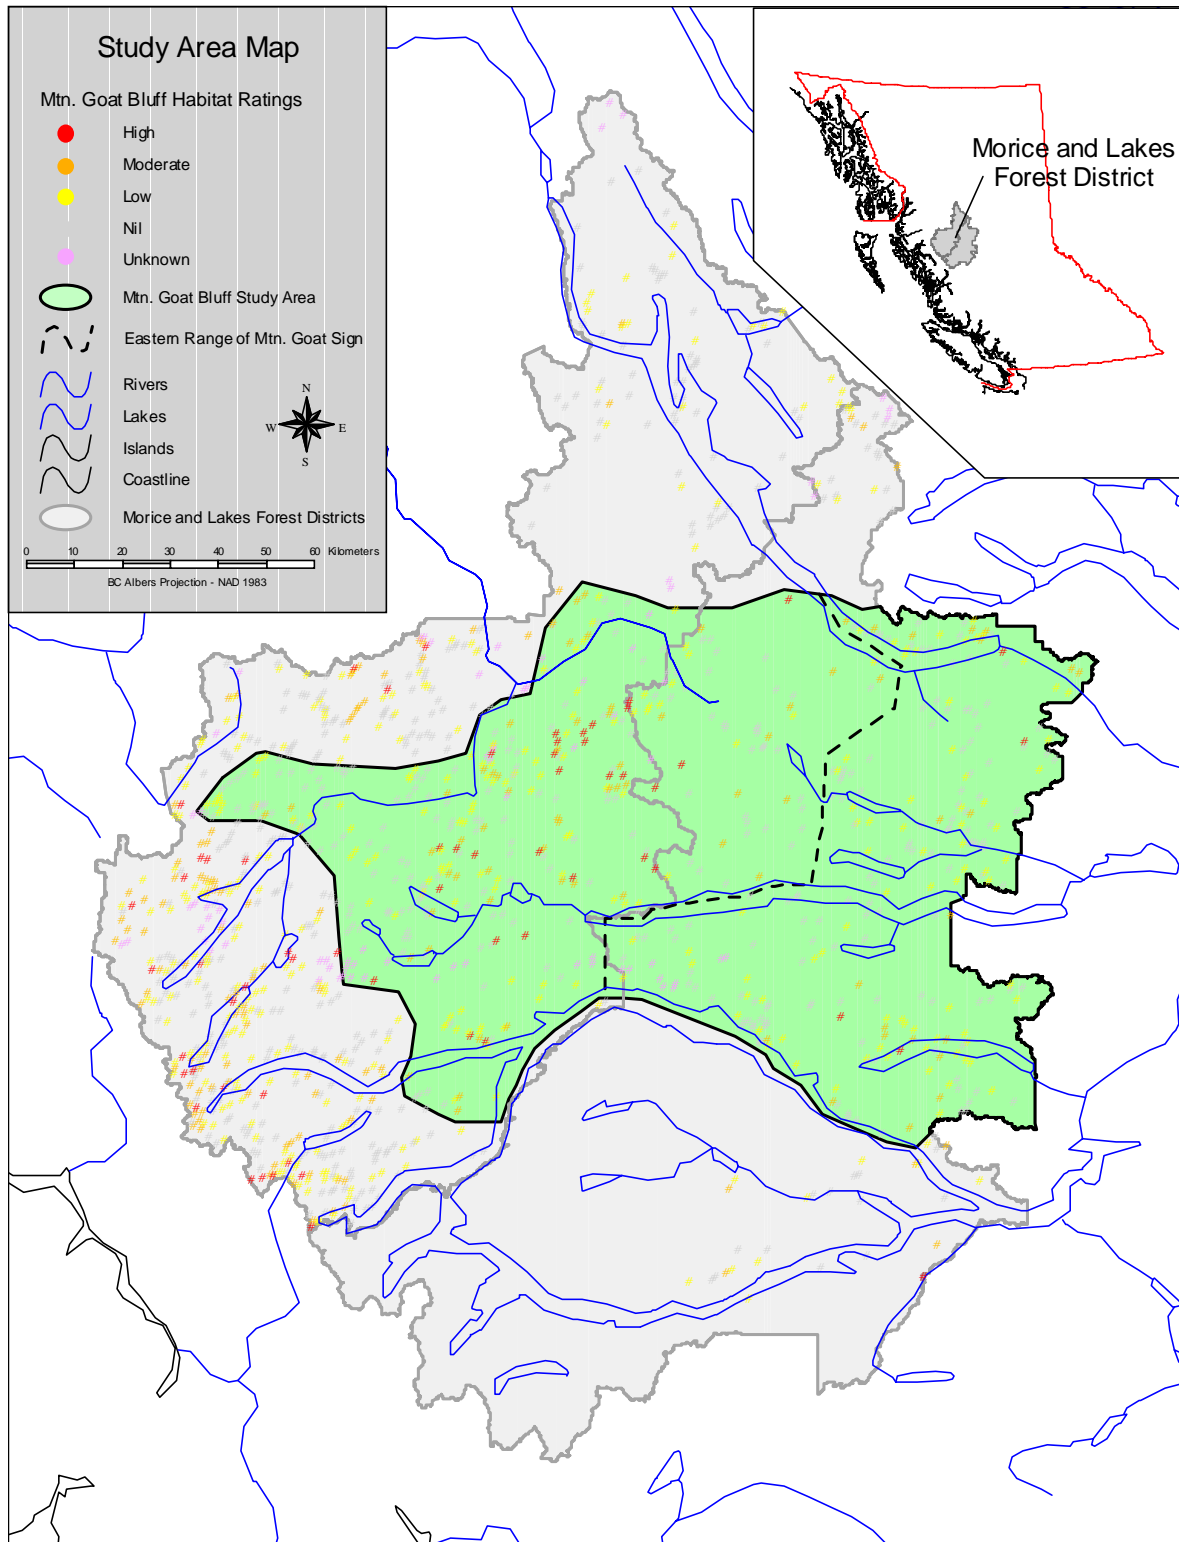 Study Area Map
Mtn. Goat Bluff Habitat Ratings
High
Moderate
Low
Nil
Unknown
Mtn. Goat Bluff Study Area
Eastern Range of Mtn. Goat Sign
Rivers
Lakes
Islands
Coastline
Morice and Lakes Forest Districts
N
W E
S
0 10 20 30 40 50 60 Kilometers
BC Albers Projection - NAD 1983
Morice and Lakes
Forest District